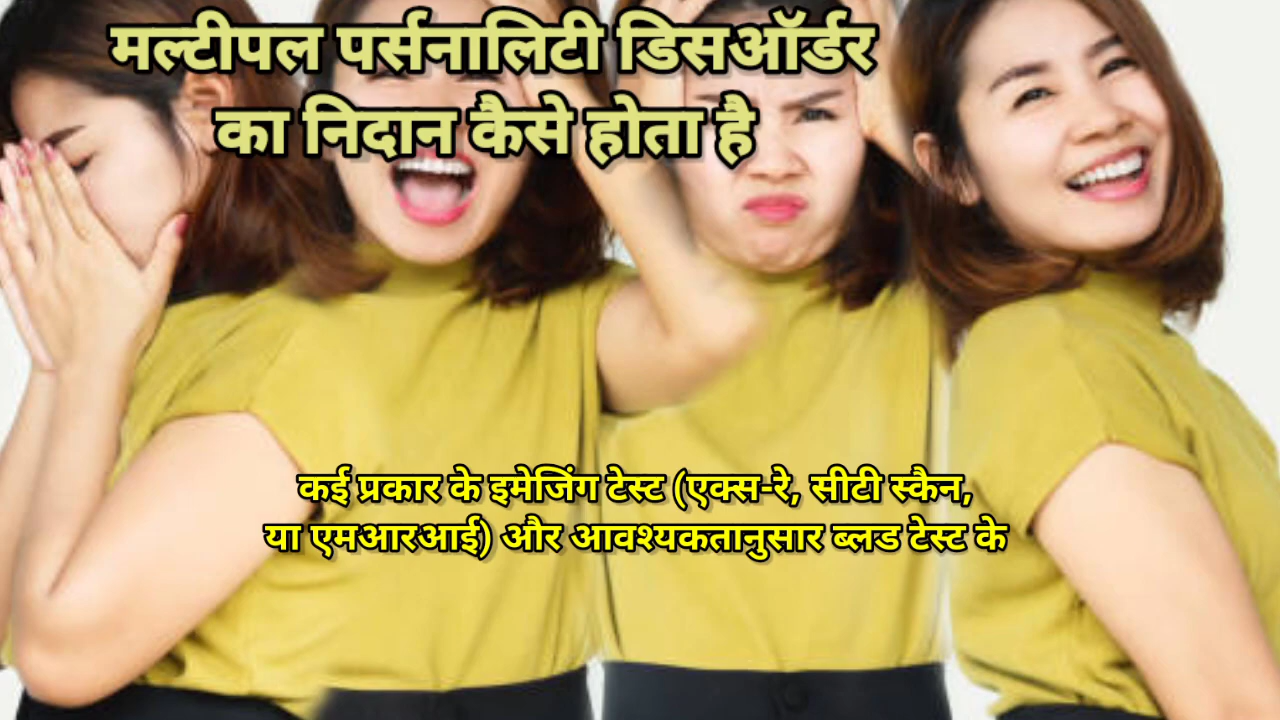 मल्टीपल पर्सनालिटी डिसऑर्डर
का निदान कैसे होता है
कई प्रकार के इमेजिंग टेस्ट (एक्स-रे, सीटी स्कैन,
या एमआरआई) और आवश्यकतानुसार ब्लड टेस्ट के